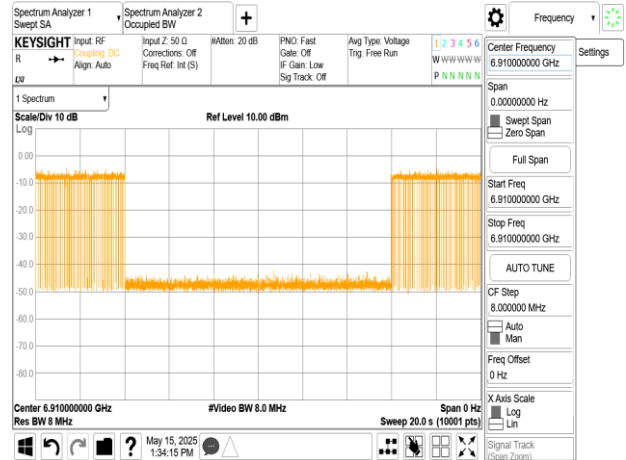 Spectrum Analyzer 1
Swept SA
Spectrum Analyzer 2
Occupied BW
+
Frequency
KEYSIGHT
R
LXI
Input: RF
Coupling: DC
Align: Auto
Input Z: 50 Ω
Corrections: Off
Freq Ref: Int (S)
#Atten: 20 dB
PNO: Fast
Gate: Off
IF Gain: Low
Sig Track: Off
Avg Type: Voltage
Trig: Free Run
1 2 3 4 5 6
W W W W W W
P N N N N N
1 Spectrum
Scale/Div 10 dB
Ref Level 10.00 dBm
Log
0.00
-10.0
-20.0
-30.0
-40.0
-50.0
-60.0
-70.0
-80.0
Center 6.910000000 GHz
#Video BW 8.0 MHz
Span 0 Hz
Res BW 8 MHz
Sweep 20.0 s (10001 pts)
?
May 15, 2025
1:34:15 PM
Center Frequency
6.910000000 GHz
Settings
Span
0.00000000 Hz
Swept Span
Zero Span
Full Span
Start Freq
6.910000000 GHz
Stop Freq
6.910000000 GHz
AUTO TUNE
CF Step
8.000000 MHz
Auto
Man
Freq Offset
0 Hz
X Axis Scale
Log
Lin
Signal Track
(Span Zoom)